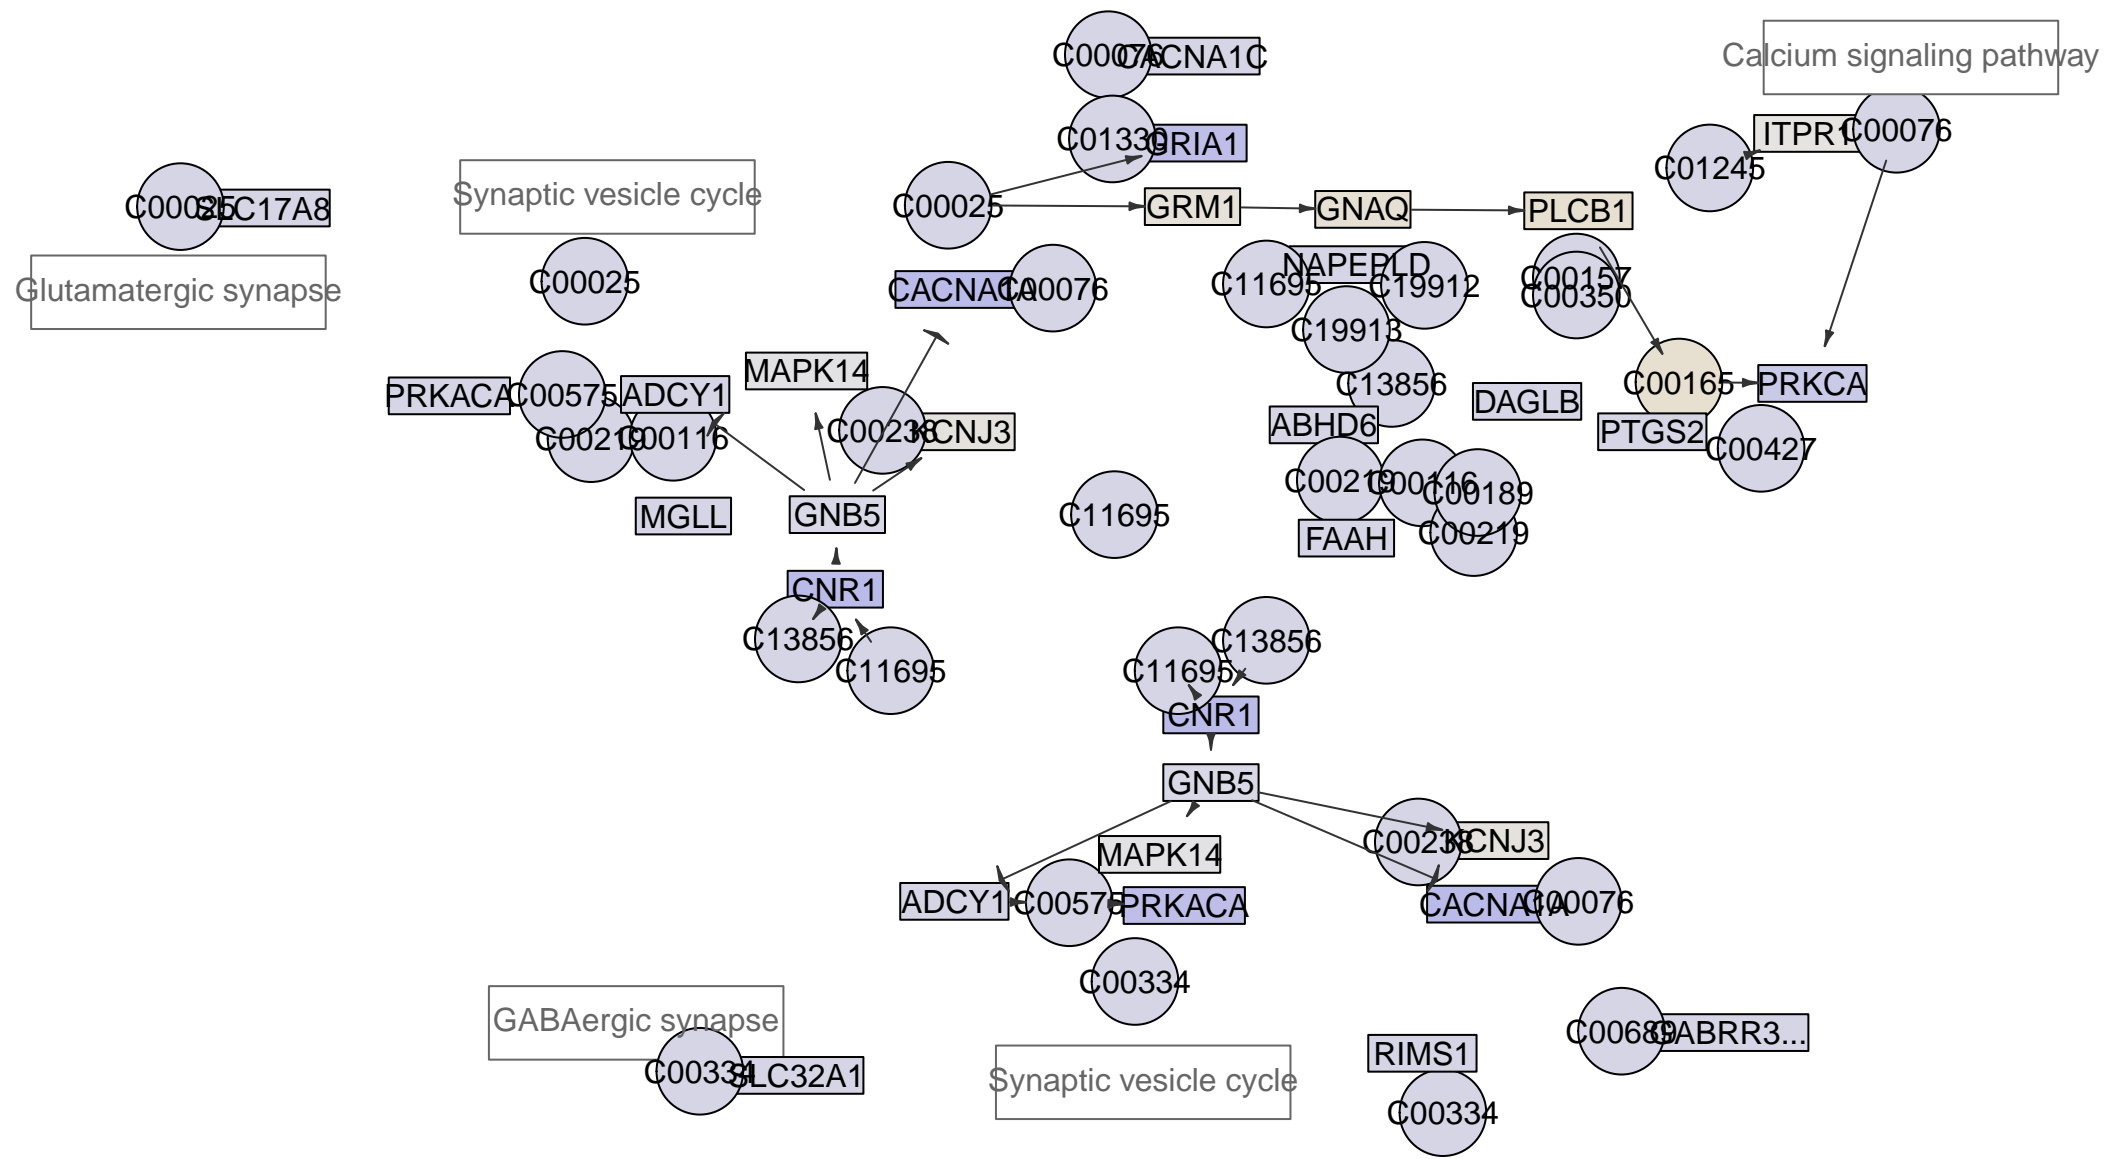 C00076
CACNA1C
Calcium signaling pathway
C01330
GRIA1
ITPR1
C00076
C01245
C00025
SLC17A8
Synaptic vesicle cycle
C00025
GRM1
GNAQ
PLCB1
Glutamatergic synapse
C00025
CACNA1A
C00076
C11695
NAPEPLD
C19912
C00157
C00350
C19913
C13856
MAPK14
PRKACA
C00575
ADCY1
C00219
C00116
C00238
KCNJ3
ABHD6
DAGLB
C00165
PRKCA
PTGS2
C00427
MGLL
GNB5
C11695
C00219
C00116
C00189
C00219
FAAH
CNR1
C13856
C11695
C11695
C13856
CNR1
GNB5
C00238
KCNJ3
MAPK14
ADCY1
C00575
PRKACA
CACNA1A
C00076
C00334
GABAergic synapse
C00334
SLC32A1
Synaptic vesicle cycle
RIMS1
C00334
C00689
GABRR3...